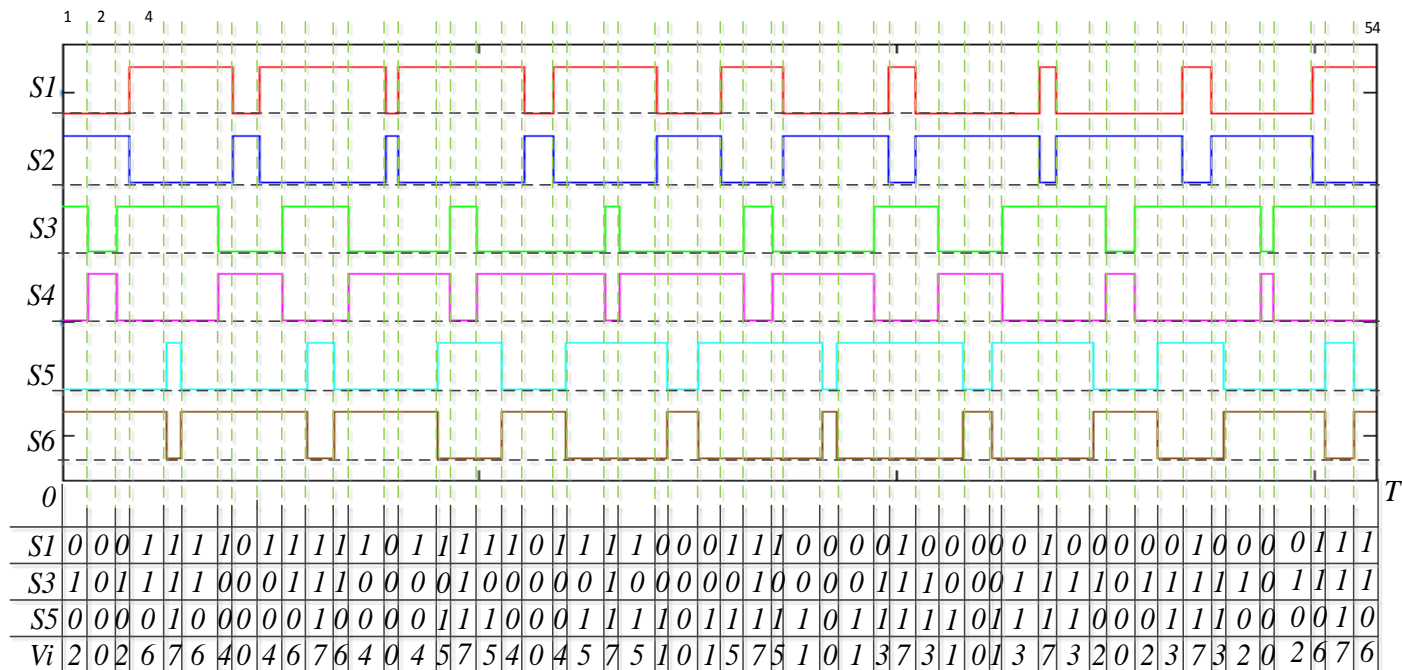 1 2 4 54
S1
S2
S3
S4
S5
S6
0 T
S1 0 0 0 1 1 1 1 0 1 1 1 1 1 0 1 1 1 1 1 0 1 1 1 1 0 0 0 1 1 1 0 0 0 0 1 0 0 0 0 0 1 0 0 0 0 0 1 0 0 0 0 1 1 1
S3 1 0 1 1 1 1 0 0 0 1 1 1 0 0 0 0 1 0 0 0 0 0 1 0 0 0 0 0 1 0 0 0 0 1 1 1 0 0 0 1 1 1 1 0 1 1 1 1 1 0 1 1 1 1
S5 0 0 0 0 1 0 0 0 0 0 1 0 0 0 0 1 1 1 0 0 0 1 1 1 1 0 1 1 1 1 1 0 1 1 1 1 1 0 1 1 1 1 0 0 0 1 1 1 0 0 0 0 1 0
Vi 2 0 2 6 7 6 4 0 4 6 7 6 4 0 4 5 7 5 4 0 4 5 7 5 1 0 1 5 7 5 1 0 1 3 7 3 1 0 1 3 7 3 2 0 2 3 7 3 2 0 2 6 7 6